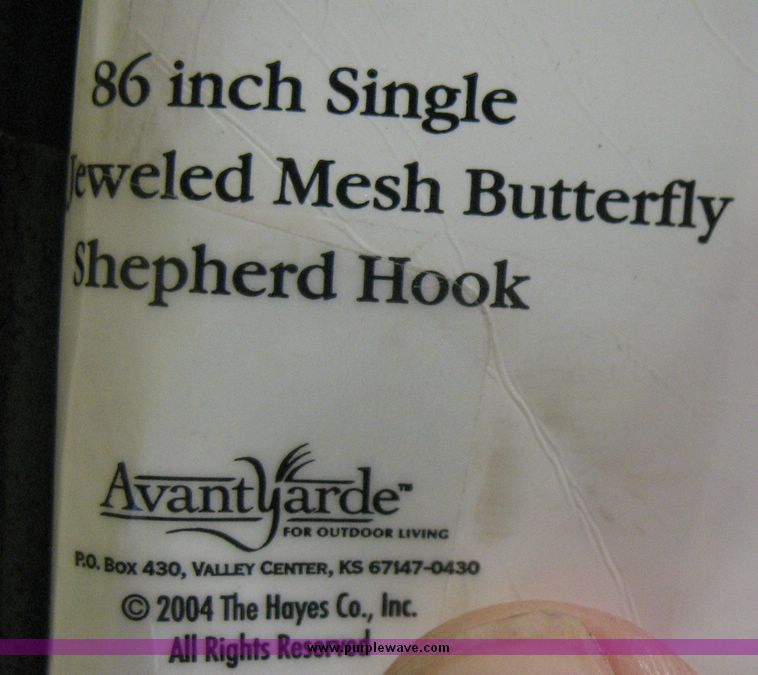 86 inch Single
Jeweled Mesh Butterfly
Shepherd Hook
AvantYarde™
FOR OUTDOOR LIVING
P.O. BOX 430, VALLEY CENTER, KS 67147-0430
© 2004 The Hayes Co., Inc.
All Rights Reserved
www.purplewave.com